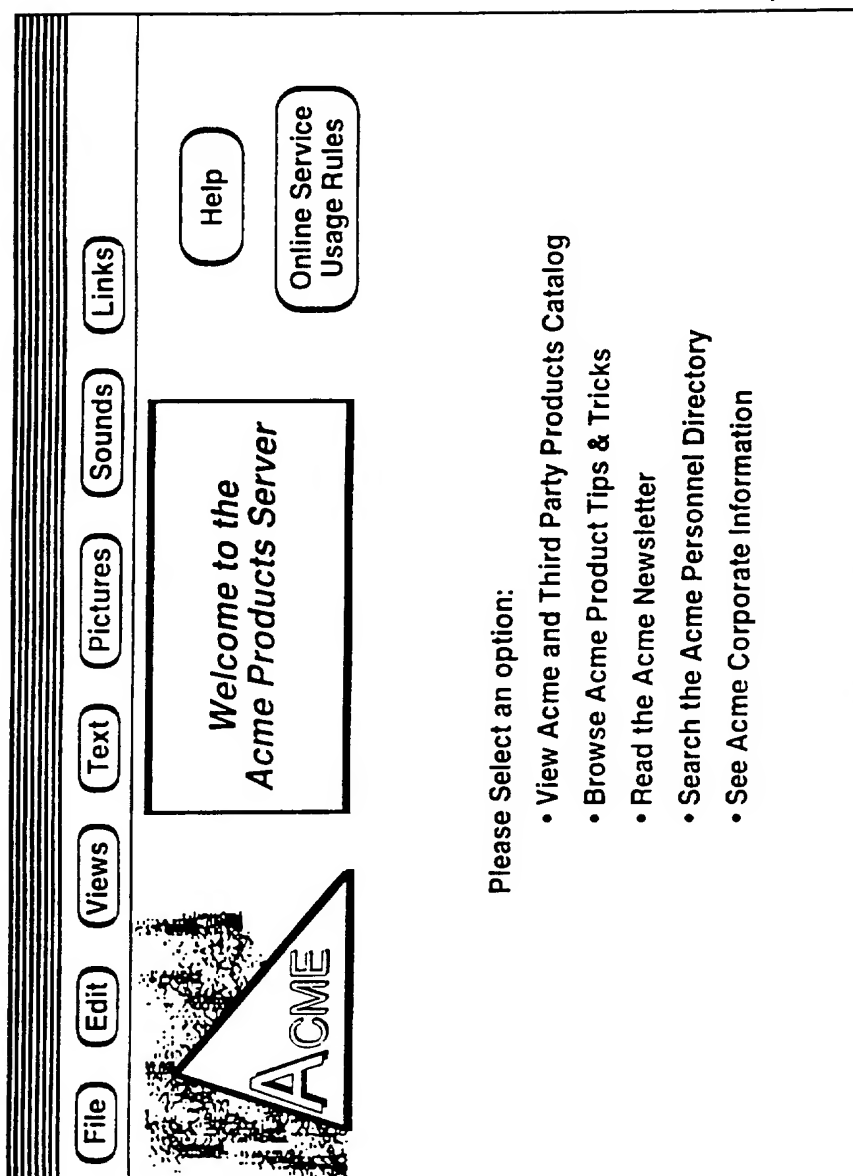 File Edit Views Text Pictures Sounds Links
ACME
Welcome to the
Acme Products Server
Help
Online Service
Usage Rules
Please Select an option:
• View Acme and Third Party Products Catalog
• Browse Acme Product Tips & Tricks
• Read the Acme Newsletter
• Search the Acme Personnel Directory
• See Acme Corporate Information